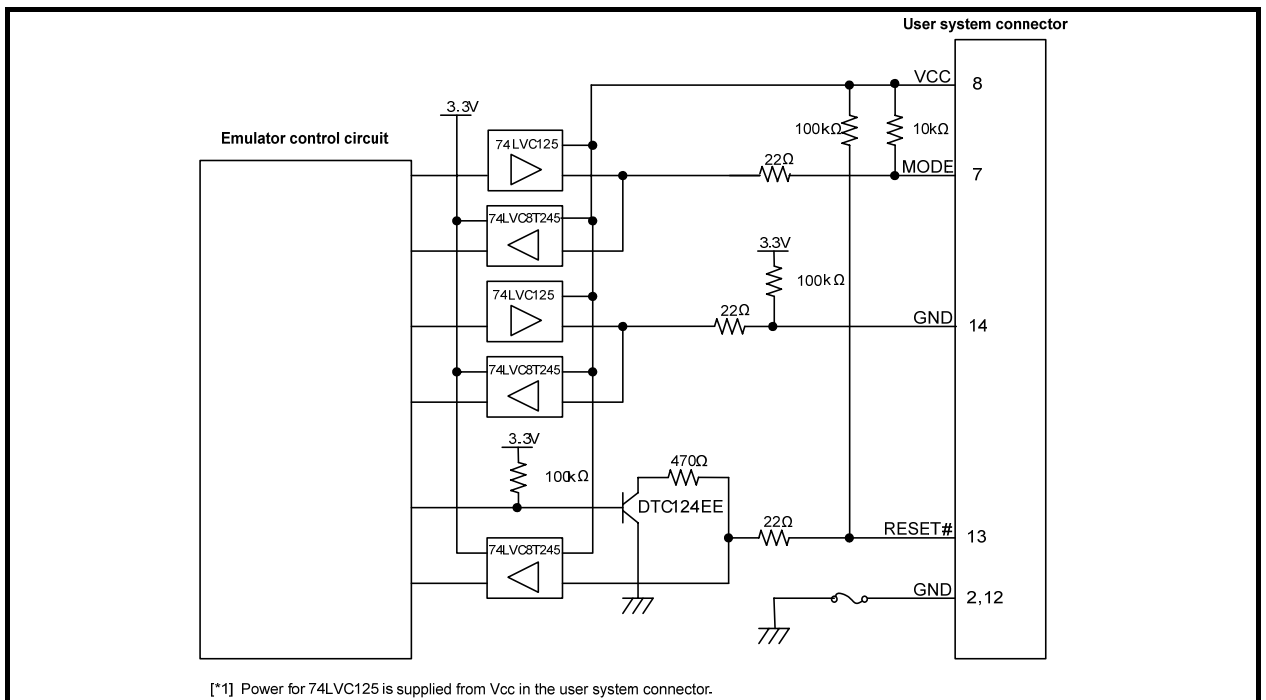 User system connector
VCC
8
3.3V
100kΩ
10kΩ
Emulator control circuit
74LVC125
22Ω
MODE
7
74LVC8T245
3.3V
100kΩ
74LVC125
22Ω
GND
14
74LVC8T245
3.3V
100kΩ
470Ω
DTC124EE
22Ω
RESET#
13
74LVC8T245
GND
2,12
[*1] Power for 74LVC125 is supplied from Vcc in the user system connector.